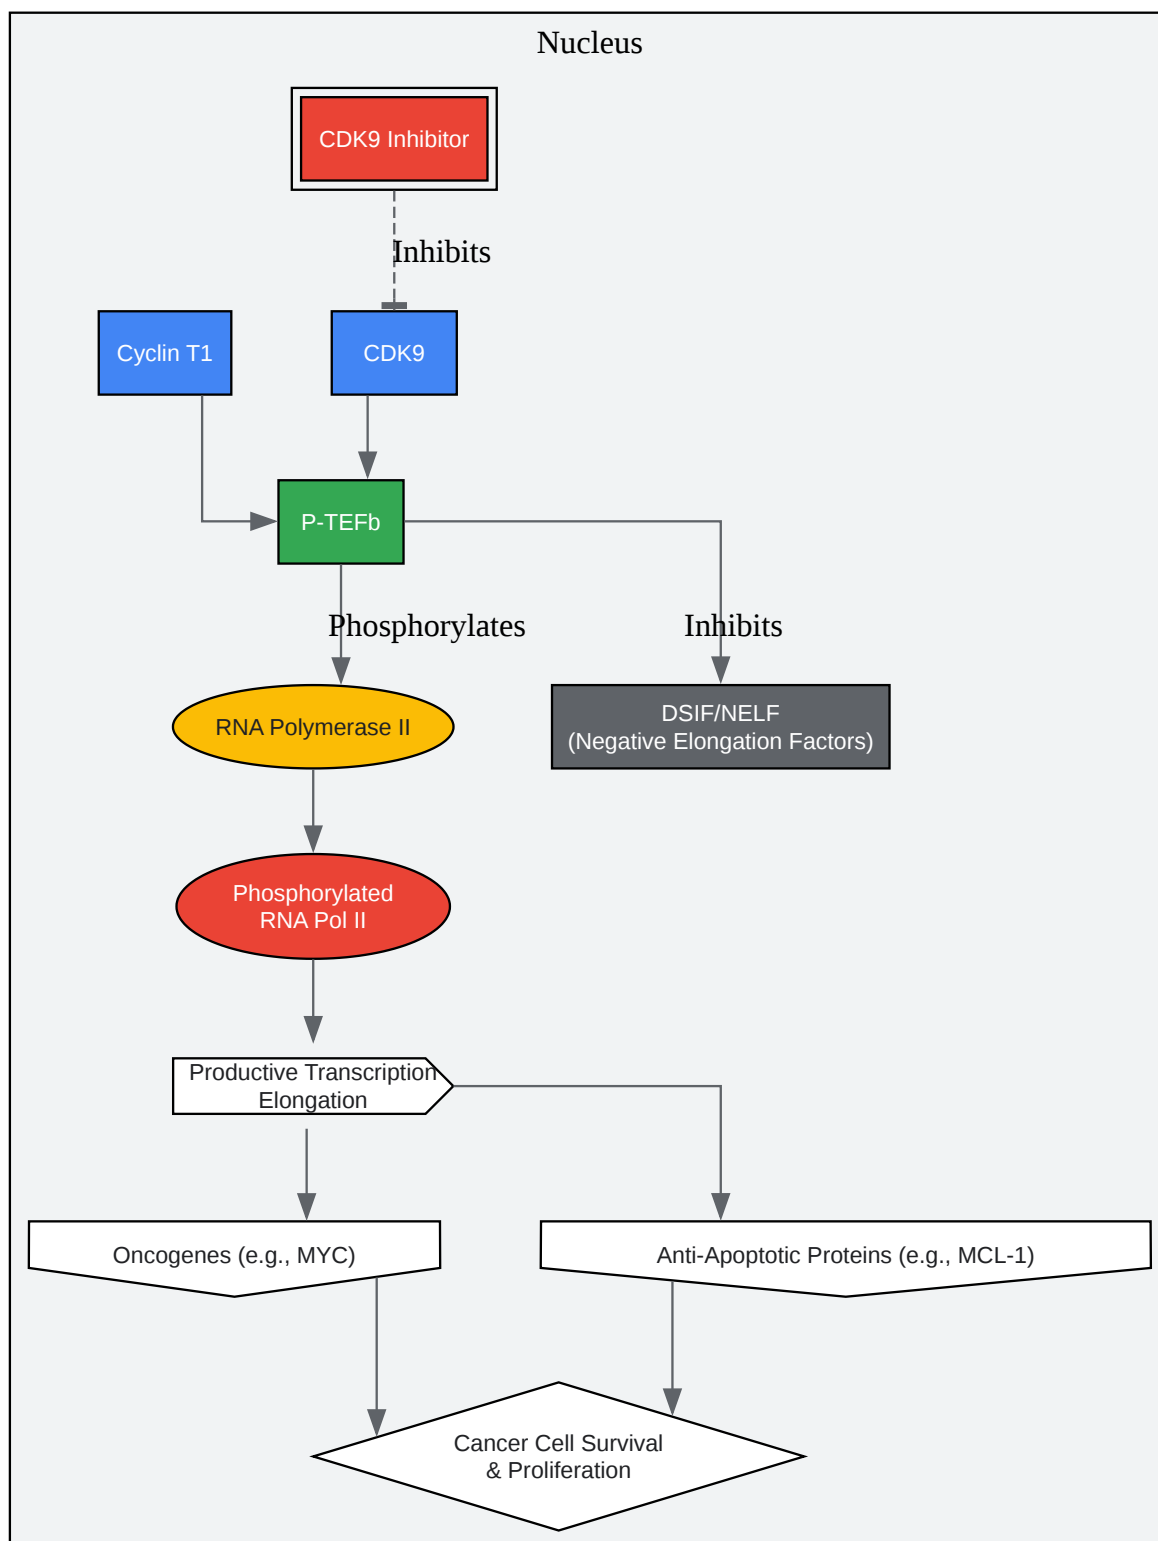 Nucleus
CDK9 Inhibitor
Inhibits
Cyclin T1
CDK9
P-TEFb
Phosphorylates
Inhibits
RNA Polymerase II
DSIF/NELF
(Negative Elongation Factors)
Phosphorylated
RNA Pol II
Productive Transcription
Elongation
Oncogenes (e.g., MYC)
Anti-Apoptotic Proteins (e.g., MCL-1)
Cancer Cell Survival
& Proliferation